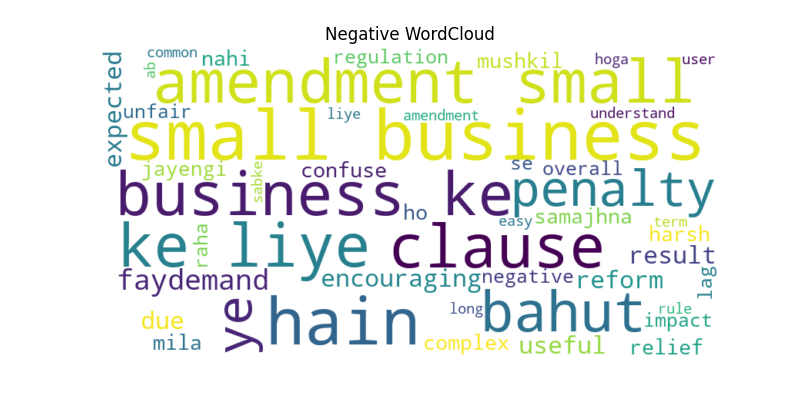 Negative WordCloud
common
ab
nahi
regulation
mushkil
hoga
user
expected
amendment small
unfair
liye
amendment
understand
small business
jayengi
sabke
confuse
se
overall
business ke
penalty
ho
easy
samajhna
term
harsh
ke liye
raha
clause
result
faydemand
encouraging
negative
reform
lag
ye
hain
long
bahut
rule
impact
due
mila
complex
useful
relief